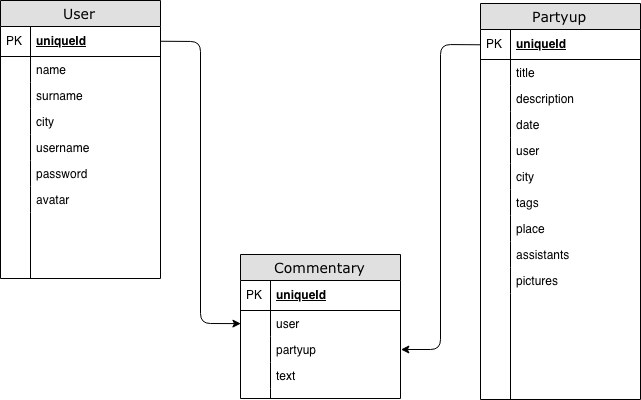 User
PK uniqueId
name
surname
city
username
password
avatar
Partyup
PK uniqueId
title
description
date
user
city
tags
place
assistants
pictures
Commentary
PK uniqueId
user
partyup
text